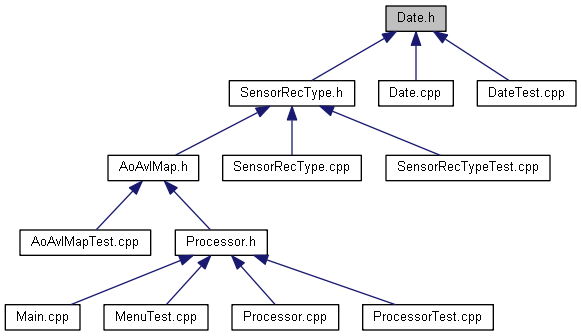 Date.h
SensorRecType.h
Date.cpp
DateTest.cpp
AoAvlMap.h
SensorRecType.cpp
SensorRecTypeTest.cpp
AoAvlMapTest.cpp
Processor.h
Main.cpp
MenuTest.cpp
Processor.cpp
ProcessorTest.cpp